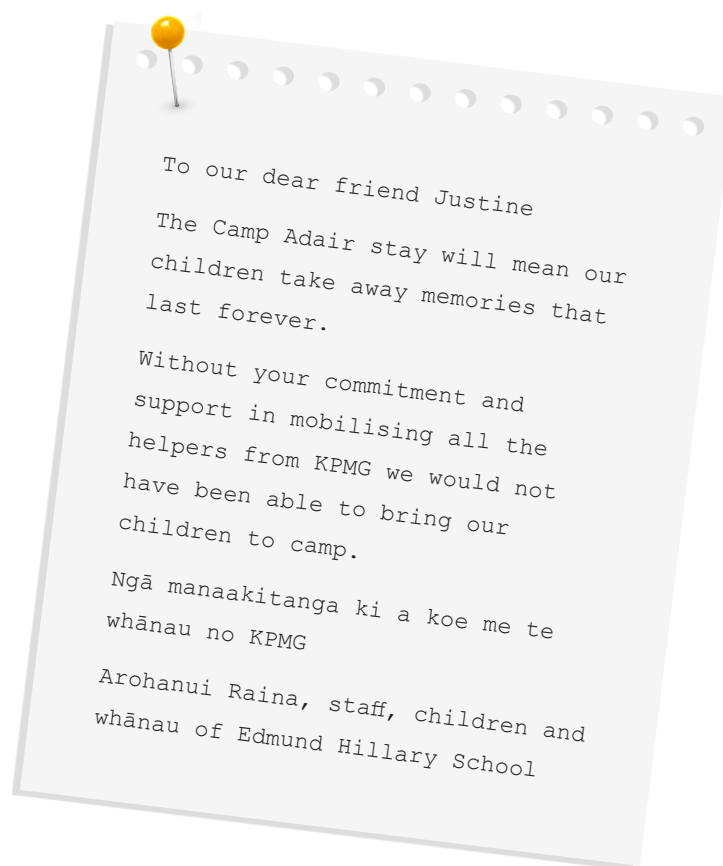 To our dear friend Justine
The Camp Adair stay will mean our
children take away memories that
last forever.
Without your commitment and
support in mobilising all the
helpers from KPMG we would not
have been able to bring our
children to camp.
Ngā manaakitanga ki a koe me te
whānau no KPMG
Arohanui Raina, staff, children and
whānau of Edmund Hillary School